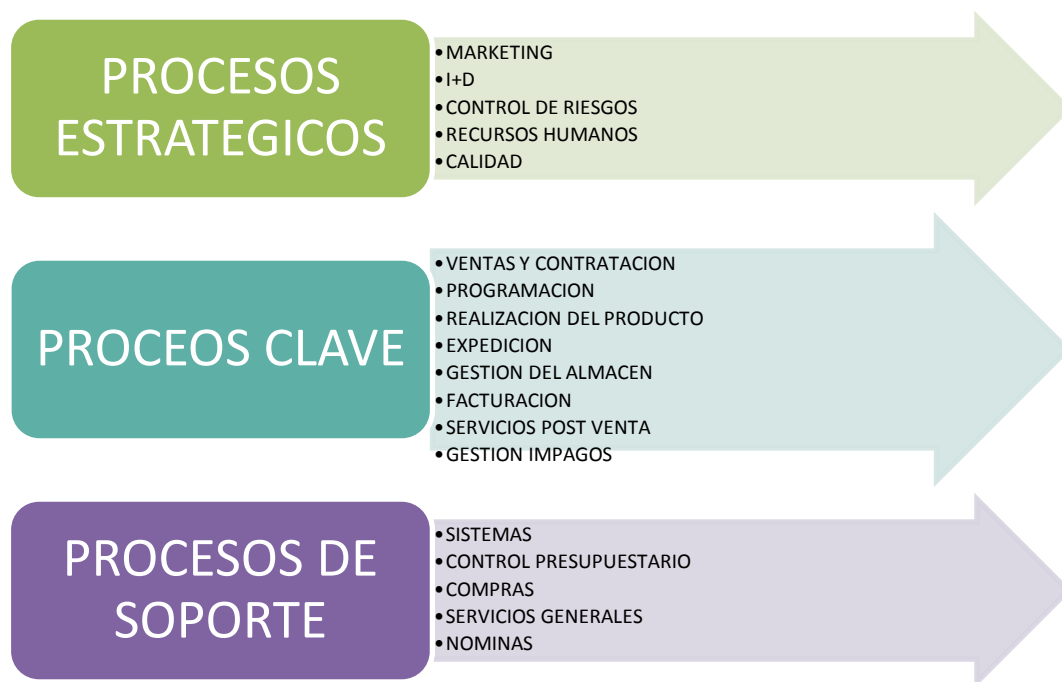 PROCESOS
ESTRATEGICOS
•MARKETING
•I+D
•CONTROL DE RIESGOS
•RECURSOS HUMANOS
•CALIDAD
PROCEOS CLAVE
•VENTAS Y CONTRATACION
•PROGRAMACION
•REALIZACION DEL PRODUCTO
•EXPEDICION
•GESTION DEL ALMACEN
•FACTURACION
•SERVICIOS POST VENTA
•GESTION IMPAGOS
PROCESOS DE
SOPORTE
•SISTEMAS
•CONTROL PRESUPUESTARIO
•COMPRAS
•SERVICIOS GENERALES
•NOMINAS